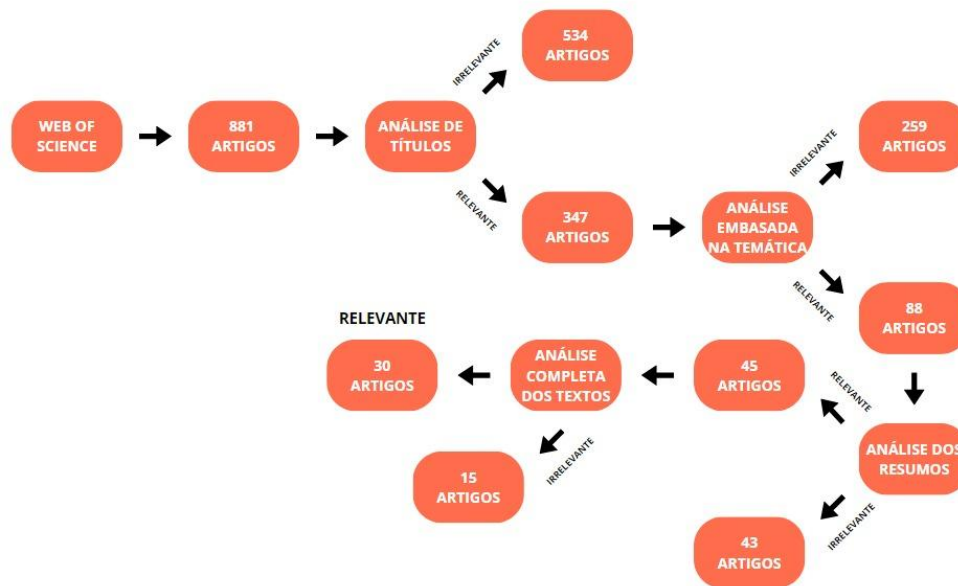 WEB OF
SCIENCE
881
ARTIGOS
ANÁLISE DE
TÍTULOS
IRRELEVANTE
534
ARTIGOS
RELEVANTE
347
ARTIGOS
ANÁLISE
EMBASADA
NA TEMÁTICA
IRRELEVANTE
259
ARTIGOS
RELEVANTE
88
ARTIGOS
ANÁLISE DOS
RESUMOS
RELEVANTE
45
ARTIGOS
IRRELEVANTE
43
ARTIGOS
ANÁLISE
COMPLETA
DOS TEXTOS
RELEVANTE
30
ARTIGOS
IRRELEVANTE
15
ARTIGOS